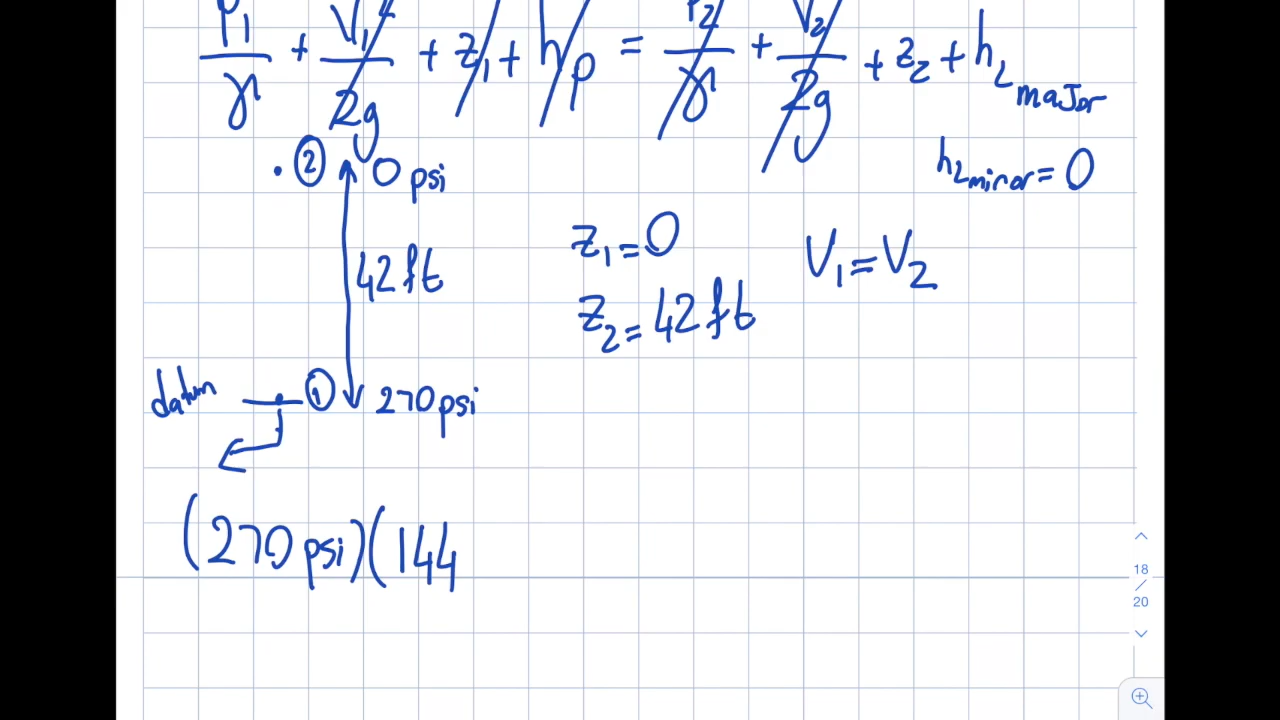 P₁/γ + V₁²/2g + z₁ + hp = P₂/γ + V₂/2g + z₂ + hL major
② 0 psi
hL minor = 0
42 ft
z₁ = 0
V₁ = V₂
z₂ = 42 ft
datum ① 270 psi
(270 psi)(144
18
/
20